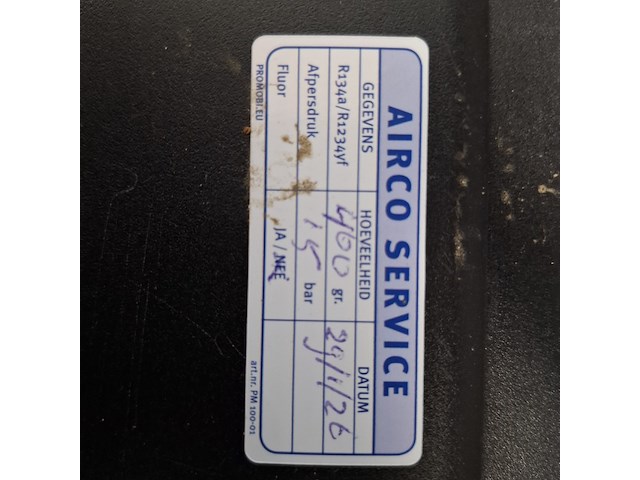 AIRCO SERVICE
GEGEVENS HOEVEELHEID DATUM
R134a/R1234yf 400 gr. 29/1/26
Afpersdruk 15 bar
Fluor JA / NEE
PROMOBI.EU art.nr. PM 100-01